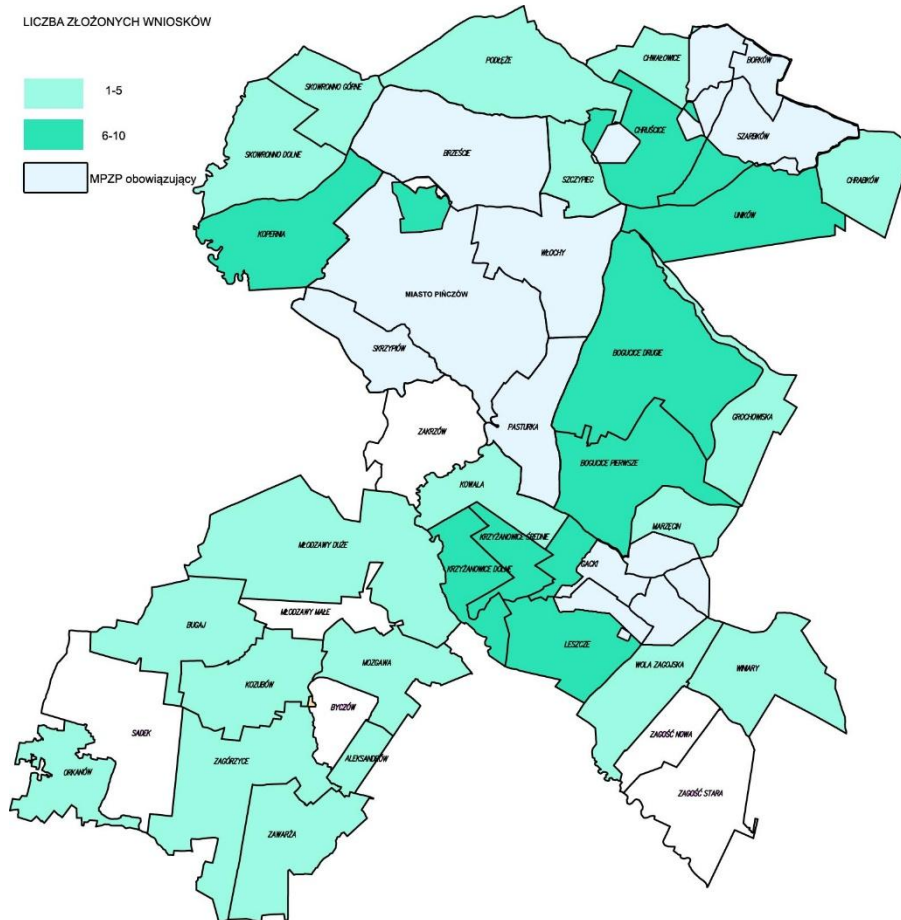 LICZBA ZŁOŻONYCH WNIOSKÓW
1-5
6-10
MPZP obowiązujący
PODŁĘŻE
CHWAŁOWICE
BORKÓW
SKOWRONNO GÓRNE
CHRUŚCICE
SZARBKÓW
BRZEŚCIE
SKOWRONNO DOLNE
SZCZYPIEC
CHRABKÓW
UNIKÓW
KOPERNIA
WŁOCHY
MIASTO PIŃCZÓW
SKRZYPIÓW
BOGUCICE DRUGIE
GROCHOWISKA
PASTURKA
ZAKRZÓW
BOGUCICE PIERWSZE
KOWALA
MARZĘCIN
KRZYŻANOWICE ŚREDNIE
MŁODZAWY DUŻE
GACKI
KRZYŻANOWICE DOLNE
MŁODZAWY MAŁE
BUGAJ
LESZCZE
MOZGAWA
WOLA ZAGOJSKA
WINIARY
KOZUBÓW
BYCZÓW
SADEK
ZAGOŚĆ NOWA
ZAGÓRZYCE
ALEKSANDRÓW
ORKANÓW
ZAGOŚĆ STARA
ZAWARŻA